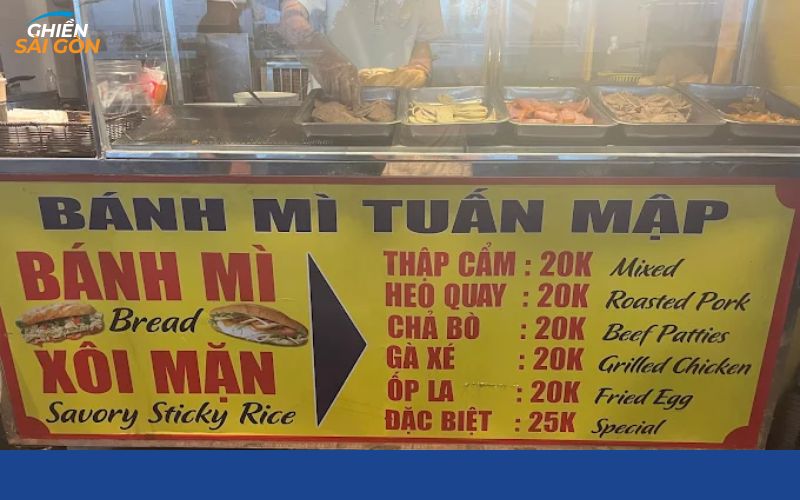 GHIỀN
SÀI GÒN
BÁNH MÌ TUẤN MẬP
BÁNH MÌ
Bread
XÔI MẶN
Savory Sticky Rice
THẬP CẨM : 20K Mixed
HEO QUAY : 20K Roasted Pork
CHẢ BÒ : 20K Beef Patties
GÀ XÉ : 20K Grilled Chicken
ỐP LA : 20K Fried Egg
ĐẶC BIỆT : 25K Special